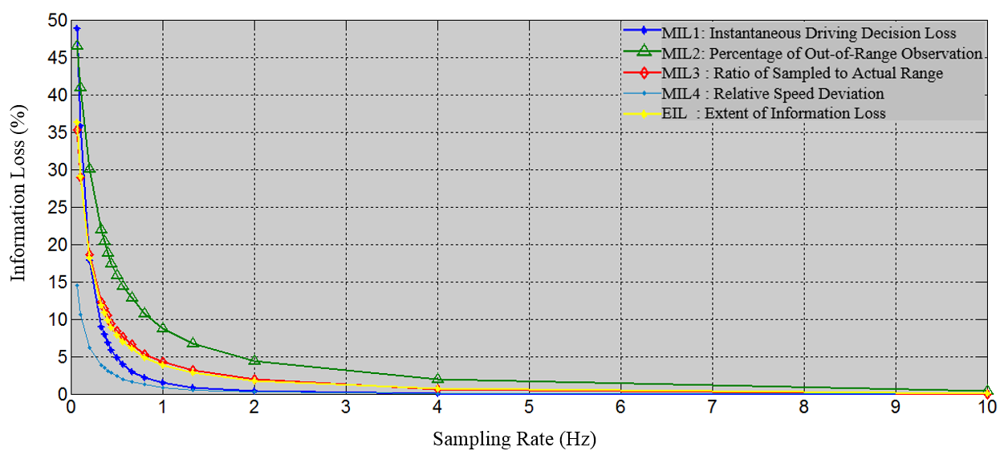 50
45
40
35
30
25
20
15
10
5
0
Information Loss (%)
MIL1: Instantaneous Driving Decision Loss
MIL2: Percentage of Out-of-Range Observation
MIL3 : Ratio of Sampled to Actual Range
MIL4 : Relative Speed Deviation
EIL : Extent of Information Loss
0 1 2 3 4 5 6 7 8 9 10
Sampling Rate (Hz)